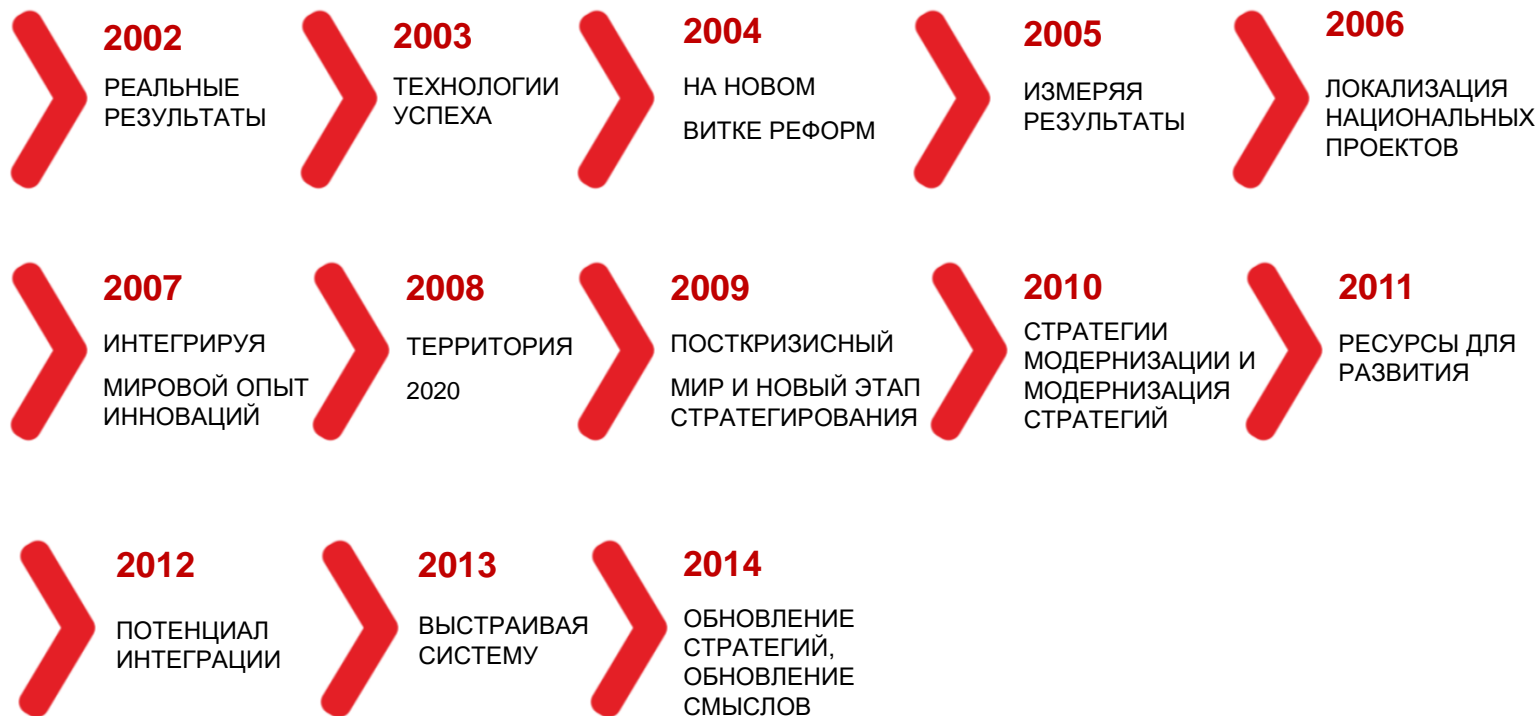 2002
РЕАЛЬНЫЕ
РЕЗУЛЬТАТЫ
2003
ТЕХНОЛОГИИ
УСПЕХА
2004
НА НОВОМ
ВИТКЕ РЕФОРМ
2005
ИЗМЕРЯЯ
РЕЗУЛЬТАТЫ
2006
ЛОКАЛИЗАЦИЯ
НАЦИОНАЛЬНЫХ
ПРОЕКТОВ
2007
ИНТЕГРИРУЯ
МИРОВОЙ ОПЫТ
ИННОВАЦИЙ
2008
ТЕРРИТОРИЯ
2020
2009
ПОСТКРИЗИСНЫЙ
МИР И НОВЫЙ ЭТАП
СТРАТЕГИРОВАНИЯ
2010
СТРАТЕГИИ
МОДЕРНИЗАЦИИ И
МОДЕРНИЗАЦИЯ
СТРАТЕГИЙ
2011
РЕСУРСЫ ДЛЯ
РАЗВИТИЯ
2012
ПОТЕНЦИАЛ
ИНТЕГРАЦИИ
2013
ВЫСТРАИВАЯ
СИСТЕМУ
2014
ОБНОВЛЕНИЕ
СТРАТЕГИЙ,
ОБНОВЛЕНИЕ
СМЫСЛОВ